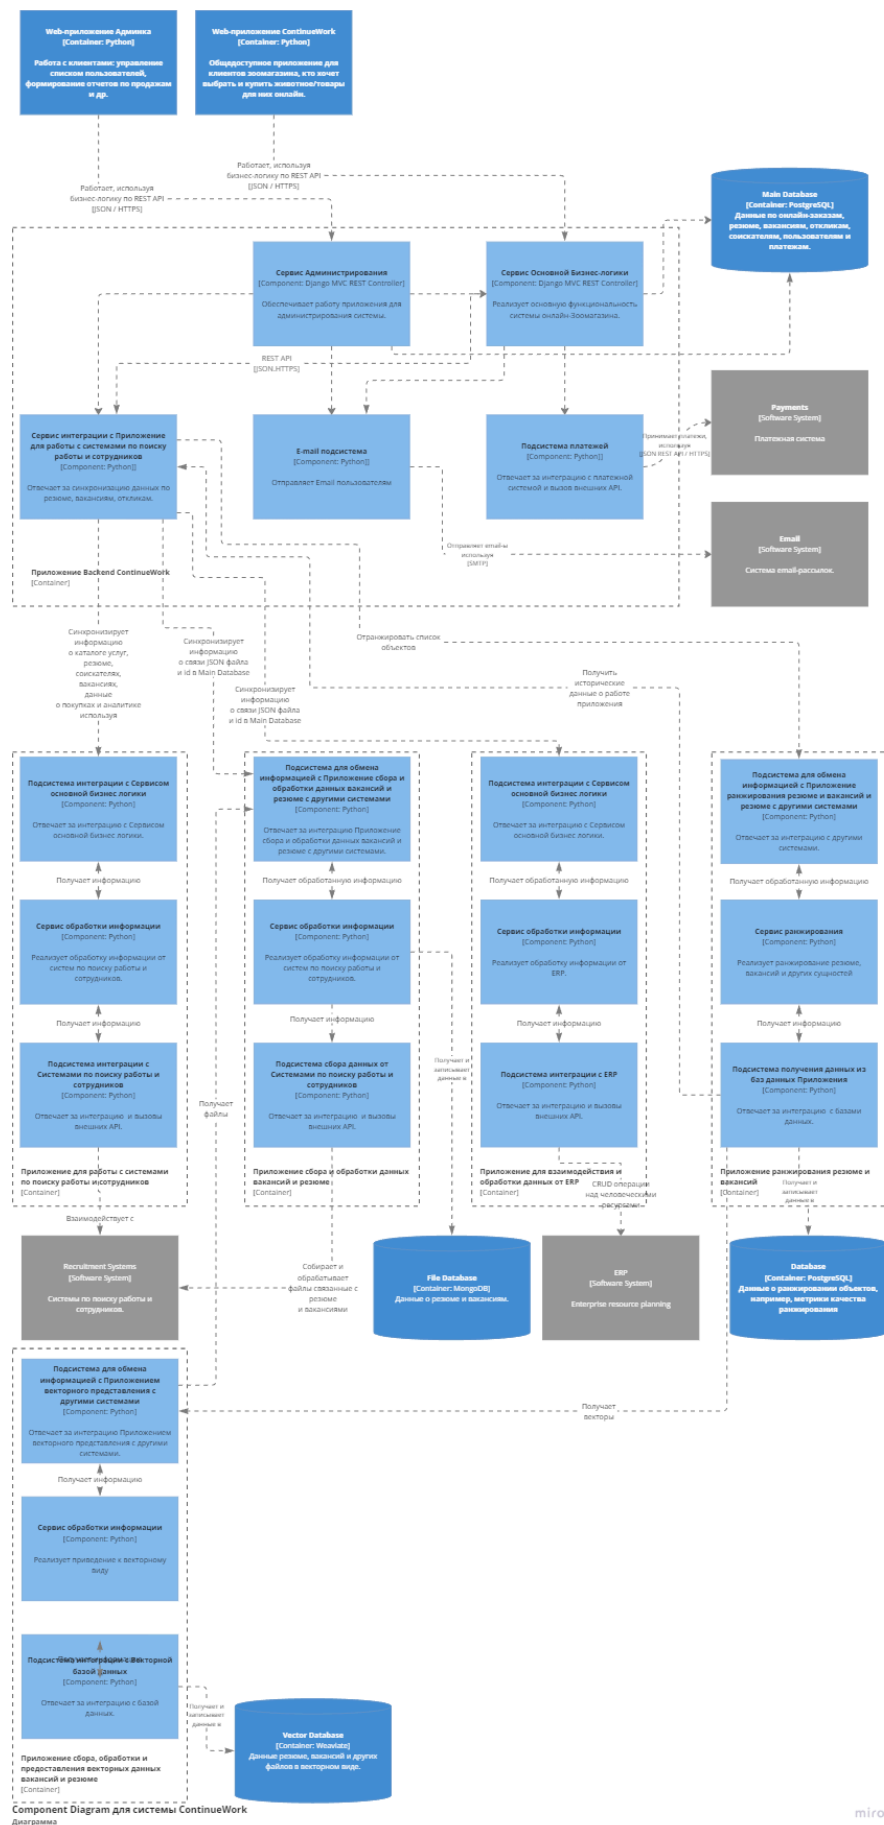 Web-приложение Админка
[Container: Python]
Работа с клиентами: управление
списком пользователей,
формирование отчетов по продажам
и др.
Web-приложение ContinueWork
[Container: Python]
Общедоступное приложение для
клиентов зоомагазина, кто хочет
выбрать и купить животное/товары
для них онлайн.
Работает, используя
бизнес-логику по REST API
[JSON / HTTPS]
Работает, используя
бизнес-логику по REST API
[JSON / HTTPS]
Main Database
[Container: PostgreSQL]
Данные по онлайн-заказам,
резюме, вакансиям, откликам,
соискателям, пользователям и
платежам.
Сервис Администрирования
[Component: Django MVC REST Controller]
Обеспечивает работу приложения для
администрирования системы.
Сервис Основной Бизнес-логики
[Component: Django MVC REST Controller]
Реализует основную функциональность
системы онлайн-Зоомагазина.
REST API
[JSON.HTTPS]
Сервис интеграции с Приложение
для работы с системами по поиску
работы и сотрудников
[Component: Python]]
Отвечает за синхронизацию данных по
резюме, вакансиям, откликам.
E-mail подсистема
[Component: Python]]
Отправляет Email пользователям
Подсистема платежей
[Component: Python]]
Отвечает за интеграцию с платежной
системой и вызов внешних API.
Принимает платежи,
используя
[JSON REST API / HTTPS]
Payments
[Software System]
Платежная система
Отправляет email-ы
используя
[SMTP]
Email
[Software System]
Система email-рассылок.
Приложение Backend ContinueWork
[Container]
Синхронизирует
информацию
о каталоге услуг,
резюме,
соискателях,
вакансиях,
данные
о покупках и аналитике
используя
Синхронизирует
информацию
о связи JSON файла
и id в Main Database
Синхронизирует
информацию
о связи JSON файла
и id в Main Database
Отранжировать список
объектов
Получить
исторические
данные о работе
приложения
Подсистема интеграции с Сервисом
основной бизнес логики
[Component: Python]
Отвечает за интеграцию с Сервисом
основной бизнес логики.
Получает информацию
Сервис обработки информации
[Component: Python]
Реализует обработку информации от
систем по поиску работы и
сотрудников.
Получает информацию
Подсистема интеграции с
Системами по поиску работы и
сотрудников
[Component: Python]
Отвечает за интеграцию и вызовы
внешних API.
Приложение для работы с системами
по поиску работы и сотрудников
[Container]
Подсистема для обмена
информацией с Приложение сбора и
обработки данных вакансий и
резюме с другими системами
[Component: Python]
Отвечает за интеграцию Приложение
сбора и обработки данных вакансий и
резюме с другими системами.
Получает обработанную информацию
Сервис обработки информации
[Component: Python]
Реализует обработку информации от
систем по поиску работы и
сотрудников.
Получает информацию
Подсистема сбора данных от
Системами по поиску работы и
сотрудников
[Component: Python]
Отвечает за интеграцию и вызовы
внешних API.
Приложение сбора и обработки данных
вакансий и резюме
[Container]
Получает
файлы
Получает и
записывает
данные в
Подсистема интеграции с Сервисом
основной бизнес логики
[Component: Python]
Отвечает за интеграцию с Сервисом
основной бизнес логики.
Получает обработанную информацию
Сервис обработки информации
[Component: Python]
Реализует обработку информации от
ERP.
Получает информацию
Подсистема интеграции с ERP
[Component: Python]
Отвечает за интеграцию и вызовы
внешних API.
Приложение для взаимодействия и
обработки данных от ERP
[Container]
CRUD операции
над человеческими
ресурсами
Подсистема для обмена
информацией с Приложение
ранжирования резюме и вакансий и
резюме с другими системами
[Component: Python]
Отвечает за интеграцию с другими
системами.
Получает обработанную информацию
Сервис ранжирования
[Component: Python]
Реализует ранжирование резюме,
вакансий и других сущностей
Получает информацию
Подсистема получения данных из
баз данных Приложения
[Component: Python]
Отвечает за интеграцию с базами
данных.
Приложение ранжирования резюме и
вакансий
[Container]
Получает и
записывает
данные в
Взаимодействует с
Recruitment Systems
[Software System]
Системы по поиску работы и
сотрудников.
Собирает и
обрабатывает
файлы связанные с
резюме
и вакансиями
File Database
[Container: MongoDB]
Данные о резюме и вакансиям.
ERP
[Software System]
Enterprise resource planning
Database
[Container: PostgreSQL]
Данные о ранжировании объектов,
например, метрики качества
ранжирования
Подсистема для обмена
информацией с Приложением
векторного представления с
другими системами
[Component: Python]
Отвечает за интеграцию Приложением
векторного представления с другими
системами.
Получает
векторы
Получает информацию
Сервис обработки информации
[Component: Python]
Реализует приведение к векторному
виду
Подсистема интеграции с Векторной
базой данных
[Component: Python]
Отвечает за интеграцию с базой
данных.
Получает и
записывает
данные в
Vector Database
[Container: Weaviate]
Данные резюме, вакансий и других
файлов в векторном виде.
Приложение сбора, обработки и
предоставления векторных данных
вакансий и резюме
[Container]
Component Diagram для системы ContinueWork
Диаграмма
miro